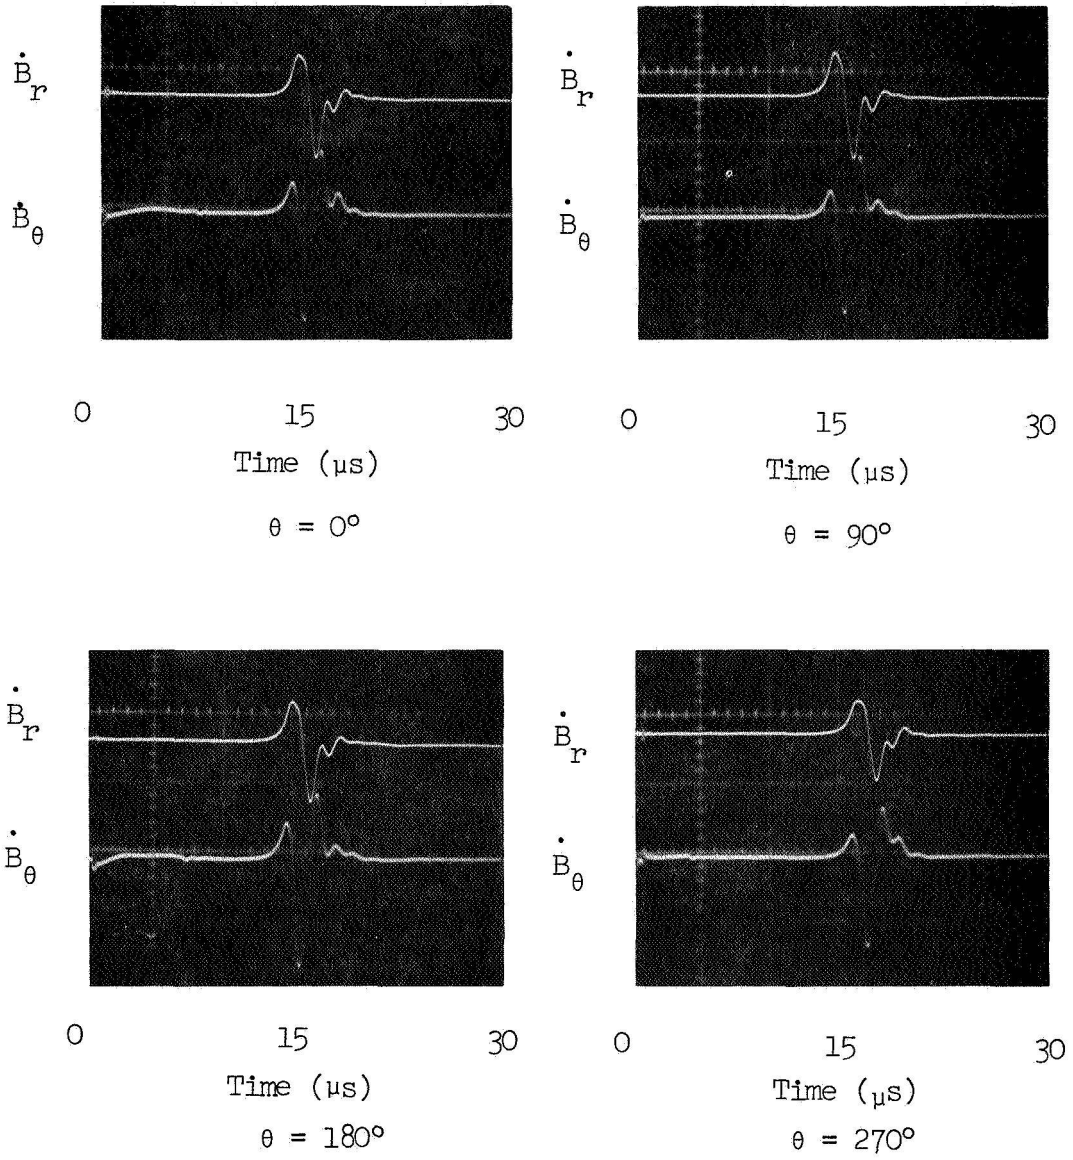 Ḃr
Ḃθ
0 15 30
Time (μs)
θ = 0°
Ḃr
Ḃθ
0 15 30
Time (μs)
θ = 90°
Ḃr
Ḃθ
0 15 30
Time (μs)
θ = 180°
Ḃr
Ḃθ
0 15 30
Time (μs)
θ = 270°